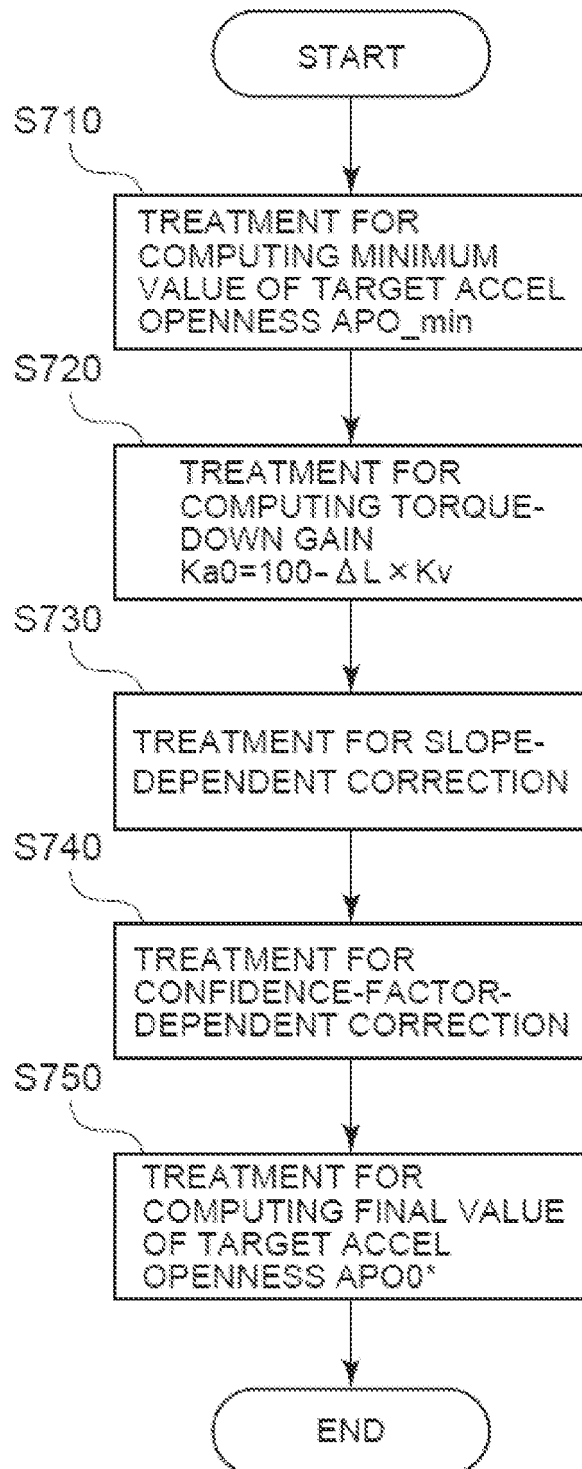 START
S710
TREATMENT FOR
COMPUTING MINIMUM
VALUE OF TARGET ACCEL
OPENNESS APO_min
S720
TREATMENT FOR
COMPUTING TORQUE-
DOWN GAIN
Ka0=100-ΔL×Kv
S730
TREATMENT FOR SLOPE-
DEPENDENT CORRECTION
S740
TREATMENT FOR
CONFIDENCE-FACTOR-
DEPENDENT CORRECTION
S750
TREATMENT FOR
COMPUTING FINAL VALUE
OF TARGET ACCEL
OPENNESS APO0*
END